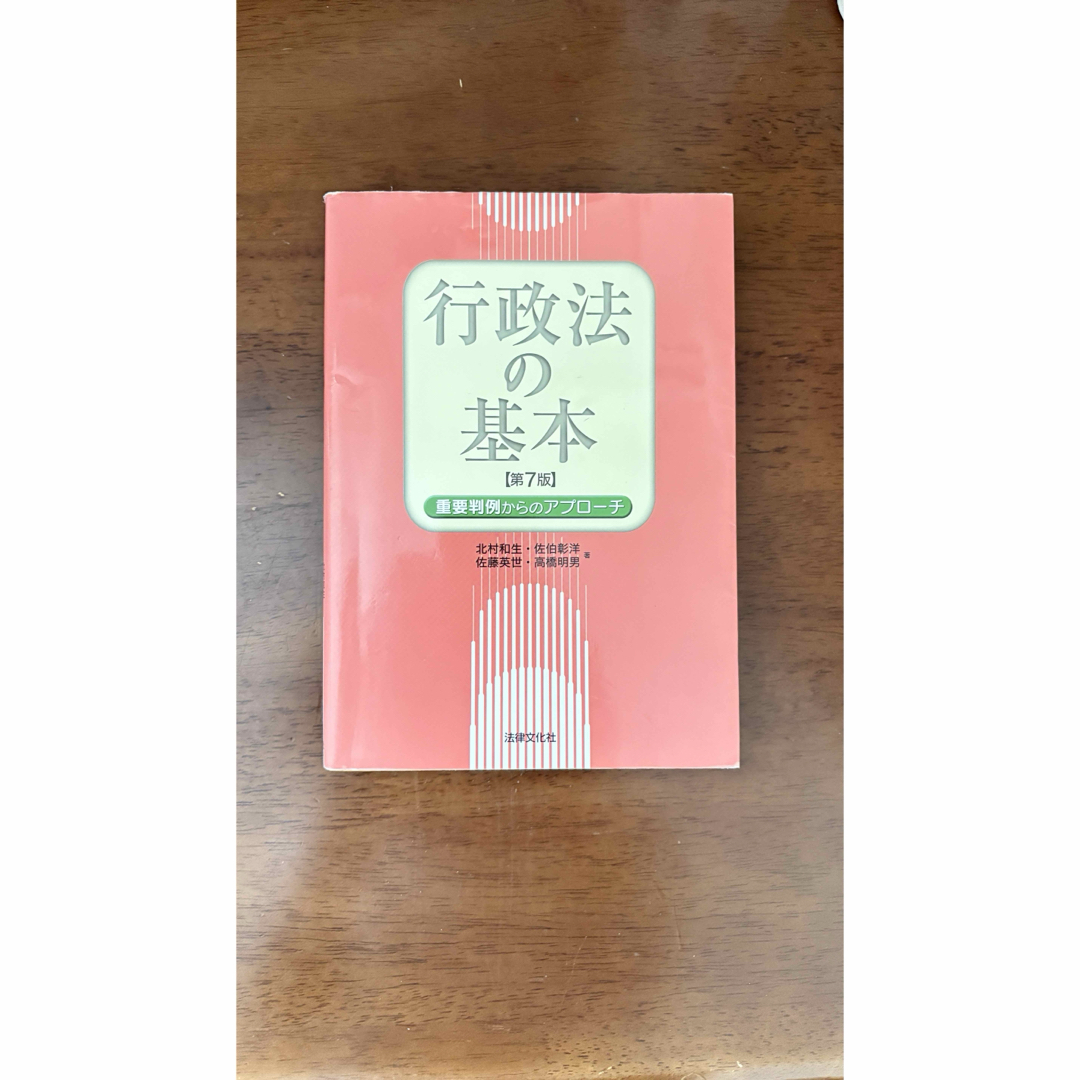 行政法
の
基本
【第7版】
重要判例からのアプローチ
北村和生・佐伯彰洋
佐藤英世・高橋明男 著
法律文化社